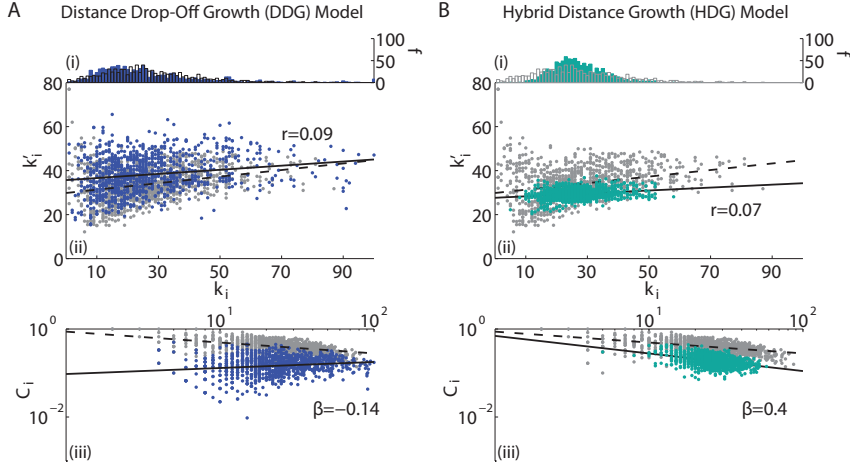 A Distance Drop-Off Growth (DDG) Model
B Hybrid Distance Growth (HDG) Model
(i) 100 50 0 f
(i) 100 50 0 f
80 60 40 20 0
k'i
r=0.09
(ii)
10 30 50 70 90
ki
80 60 40 20 0
k'i
r=0.07
(ii)
10 30 50 70 90
ki
10^1 10^2
10^0
10^-2
Ci
β=−0.14
(iii)
10^1 10^2
10^0
10^-2
Ci
β=0.4
(iii)